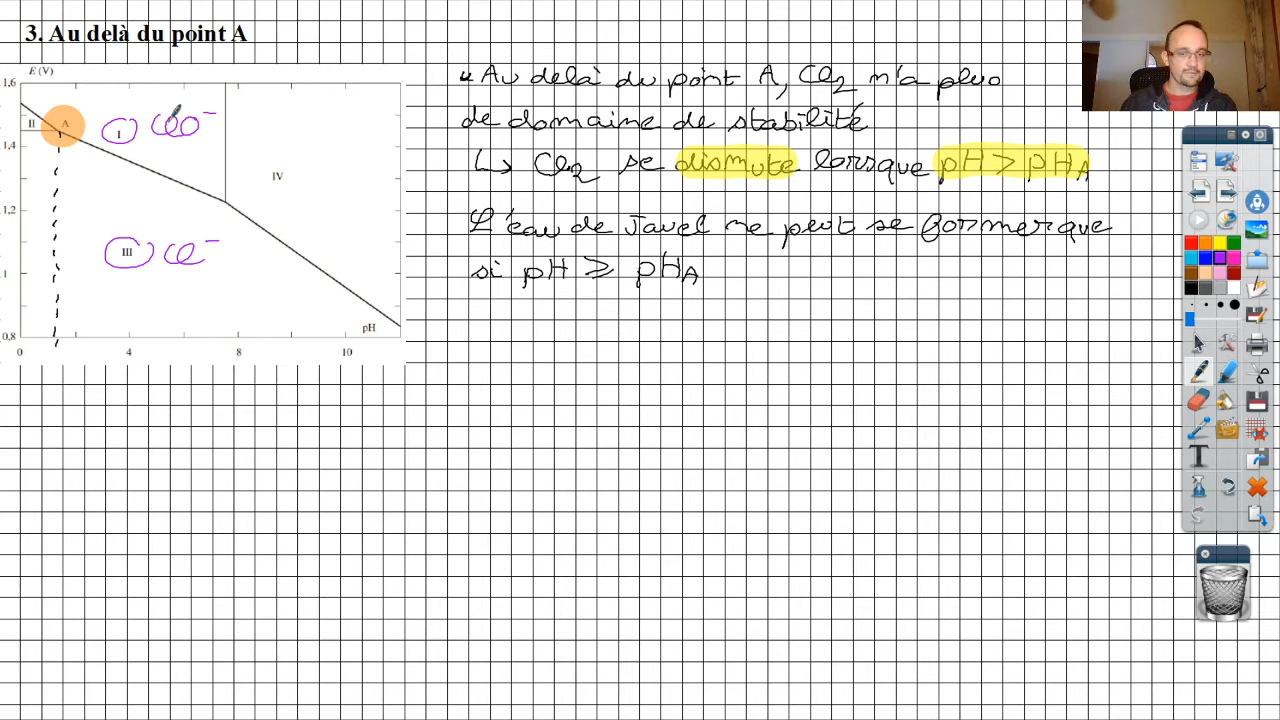 3. Au delà du point A
E (V)
1,6
1,4
1,2
1
0,8
II
A
I
ClO⁻
IV
III
Cl⁻
pH
0
4
8
10
Au delà du point A, Cl₂ n'a plus
de domaine de stabilité
↳ Cl₂ se dismute lorsque pH > pH_A
L'eau de Javel ne peut se former que
si pH ⩾ pH_A
T